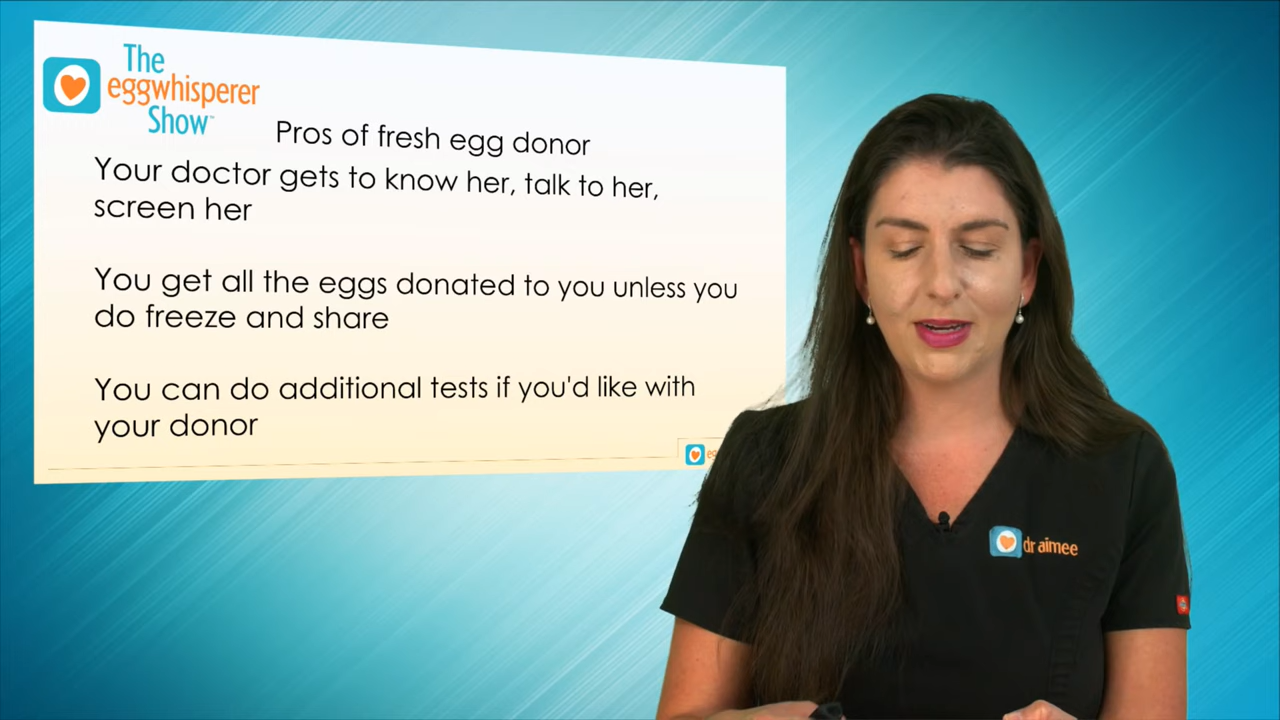 The
eggwhisperer
Show™
Pros of fresh egg donor
Your doctor gets to know her, talk to her,
screen her
You get all the eggs donated to you unless you
do freeze and share
You can do additional tests if you'd like with
your donor
dr aimee